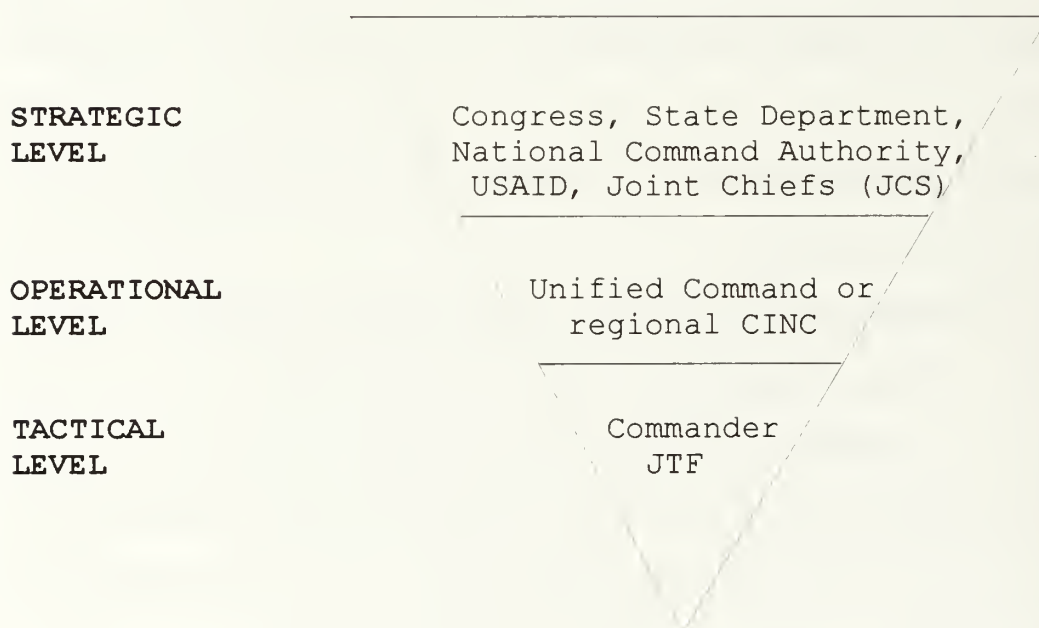 STRATEGIC
LEVEL
Congress, State Department,
National Command Authority,
USAID, Joint Chiefs (JCS)
OPERATIONAL
LEVEL
Unified Command or
regional CINC
TACTICAL
LEVEL
Commander
JTF